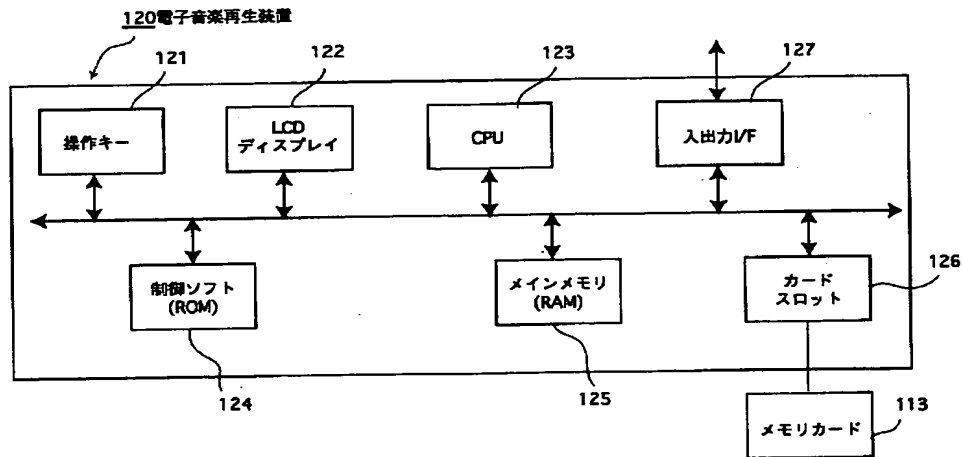 120電子音楽再生装置
121
122
123
127
操作キー
LCD
ディスプレイ
CPU
入出力I/F
制御ソフト
(ROM)
メインメモリ
(RAM)
カード
スロット
126
124
125
メモリカード
113